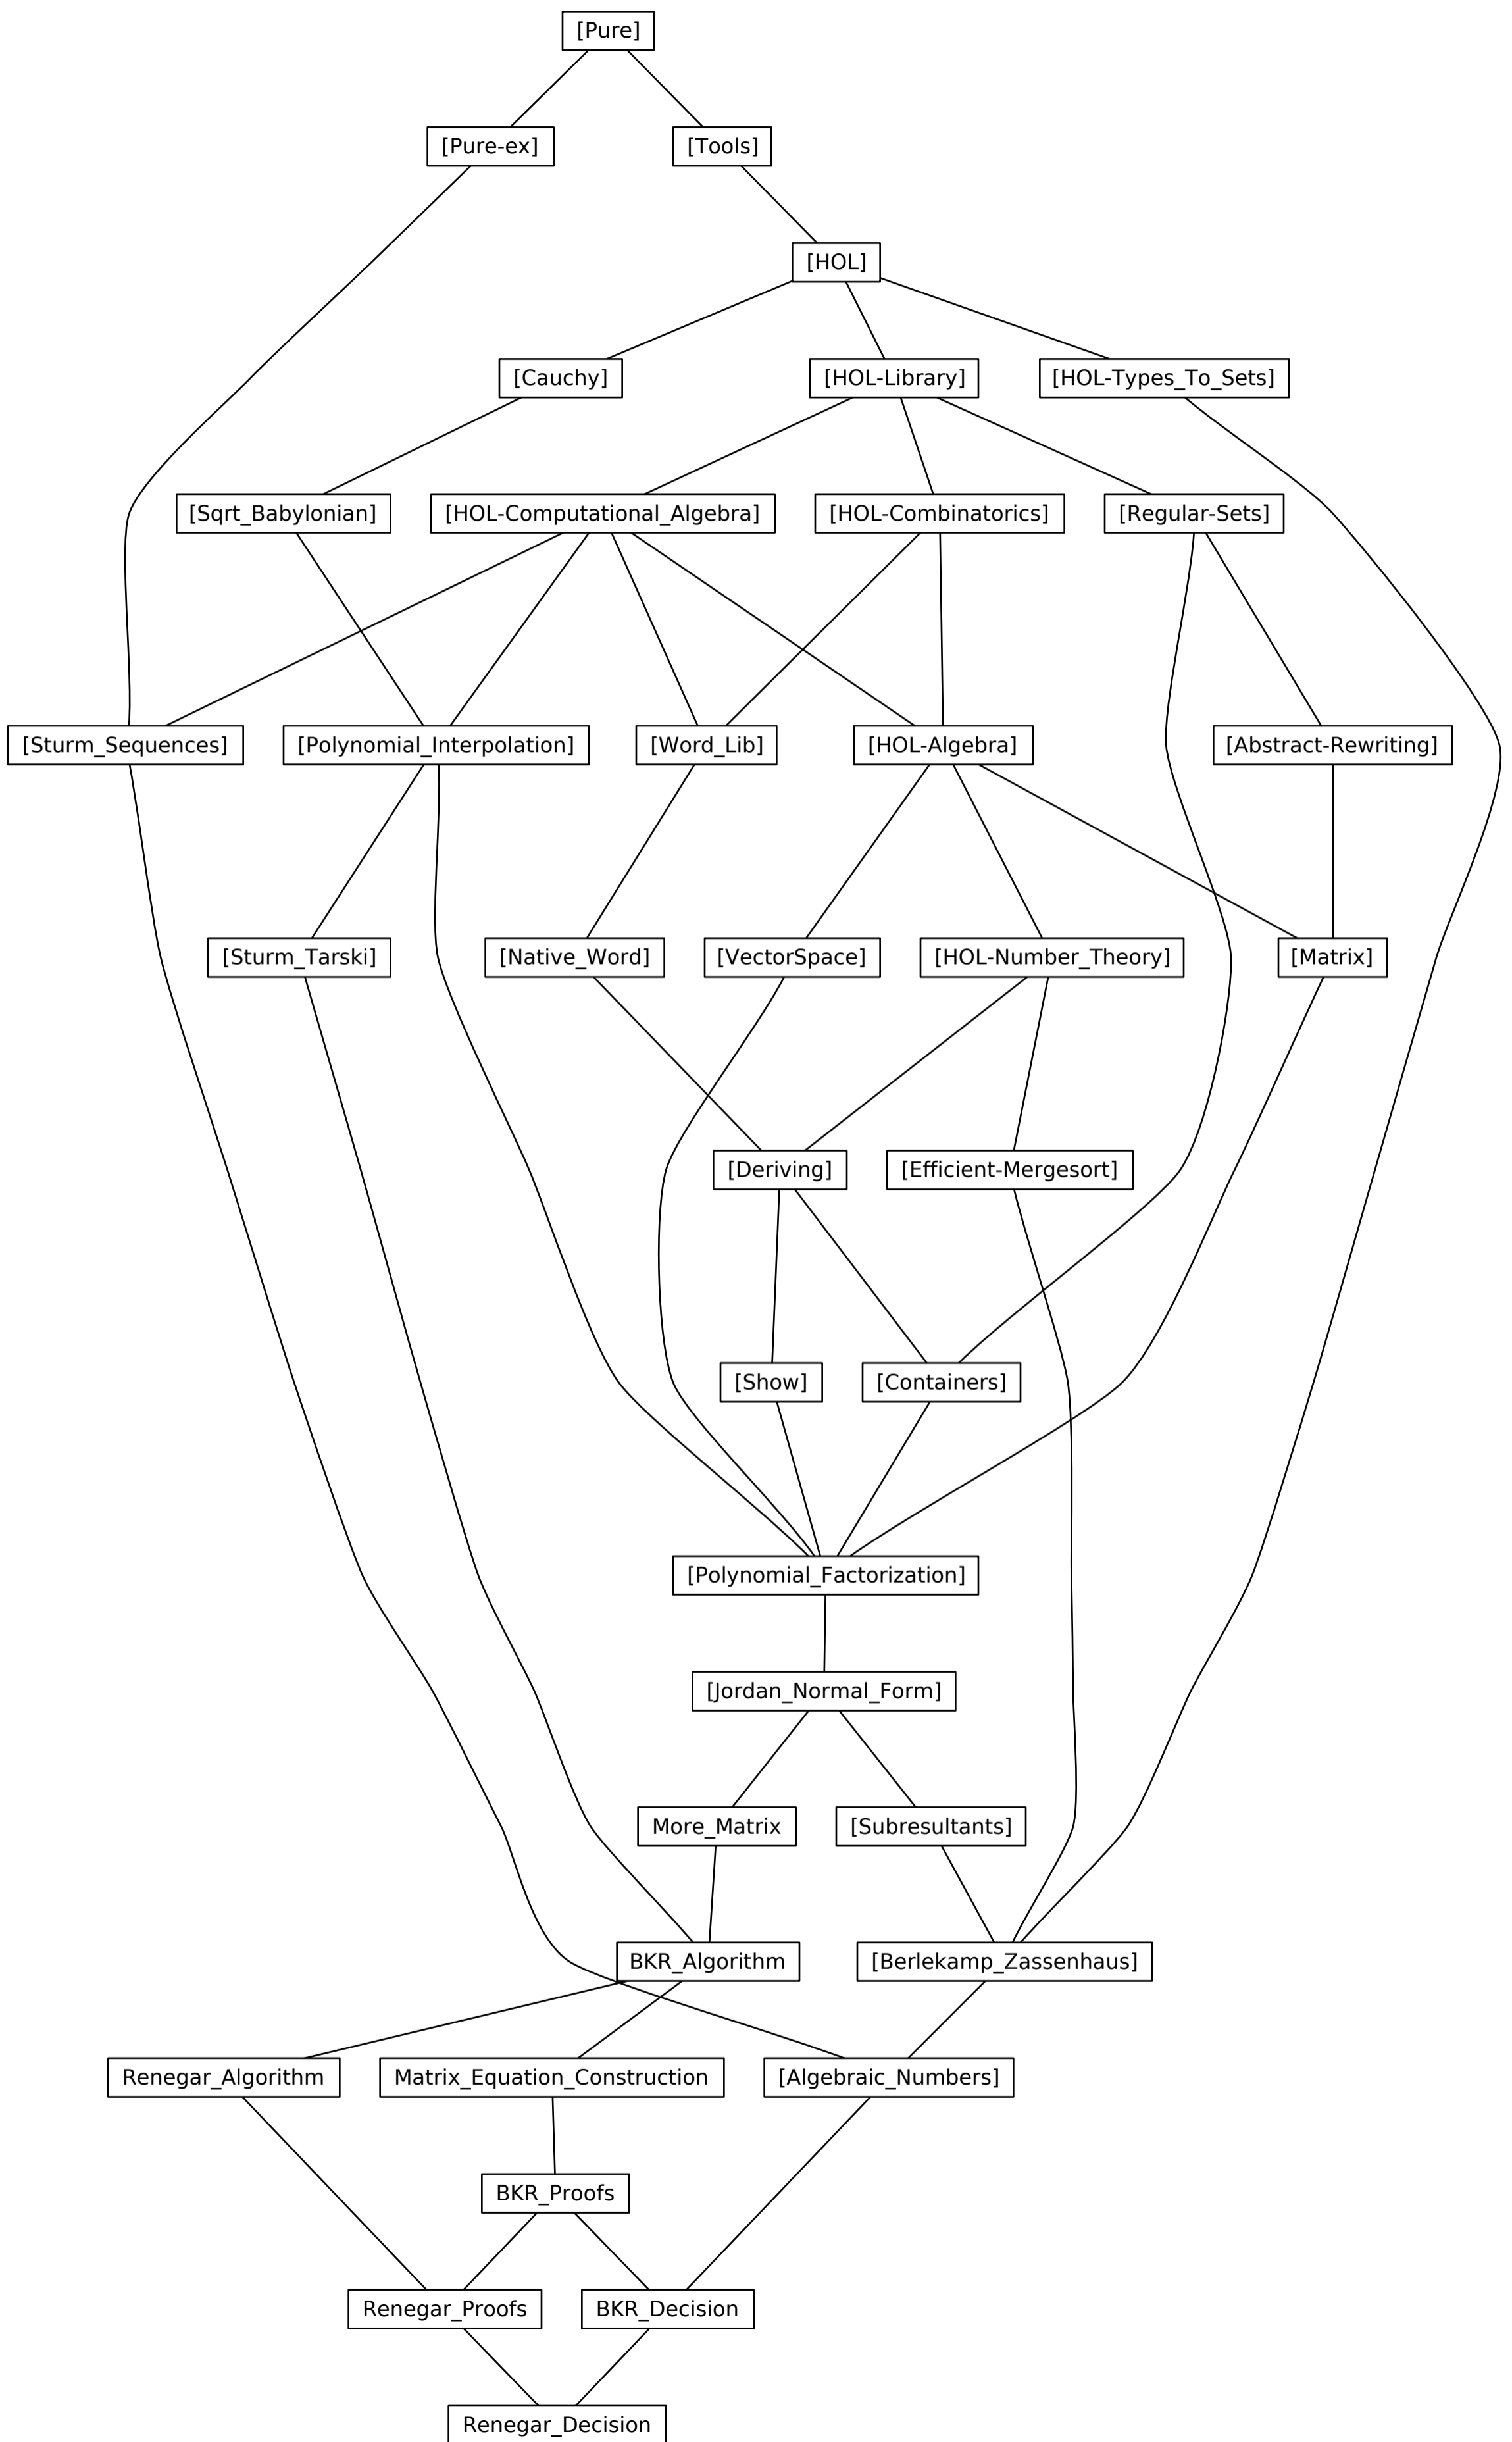 [Pure]
[Pure-ex]
[Tools]
[HOL]
[Cauchy]
[HOL-Library]
[HOL-Types_To_Sets]
[Sqrt_Babylonian]
[HOL-Computational_Algebra]
[HOL-Combinatorics]
[Regular-Sets]
[Sturm_Sequences]
[Polynomial_Interpolation]
[Word_Lib]
[HOL-Algebra]
[Abstract-Rewriting]
[Sturm_Tarski]
[Native_Word]
[VectorSpace]
[HOL-Number_Theory]
[Matrix]
[Deriving]
[Efficient-Mergesort]
[Show]
[Containers]
[Polynomial_Factorization]
[Jordan_Normal_Form]
More_Matrix
[Subresultants]
BKR_Algorithm
[Berlekamp_Zassenhaus]
Renegar_Algorithm
Matrix_Equation_Construction
[Algebraic_Numbers]
BKR_Proofs
Renegar_Proofs
BKR_Decision
Renegar_Decision